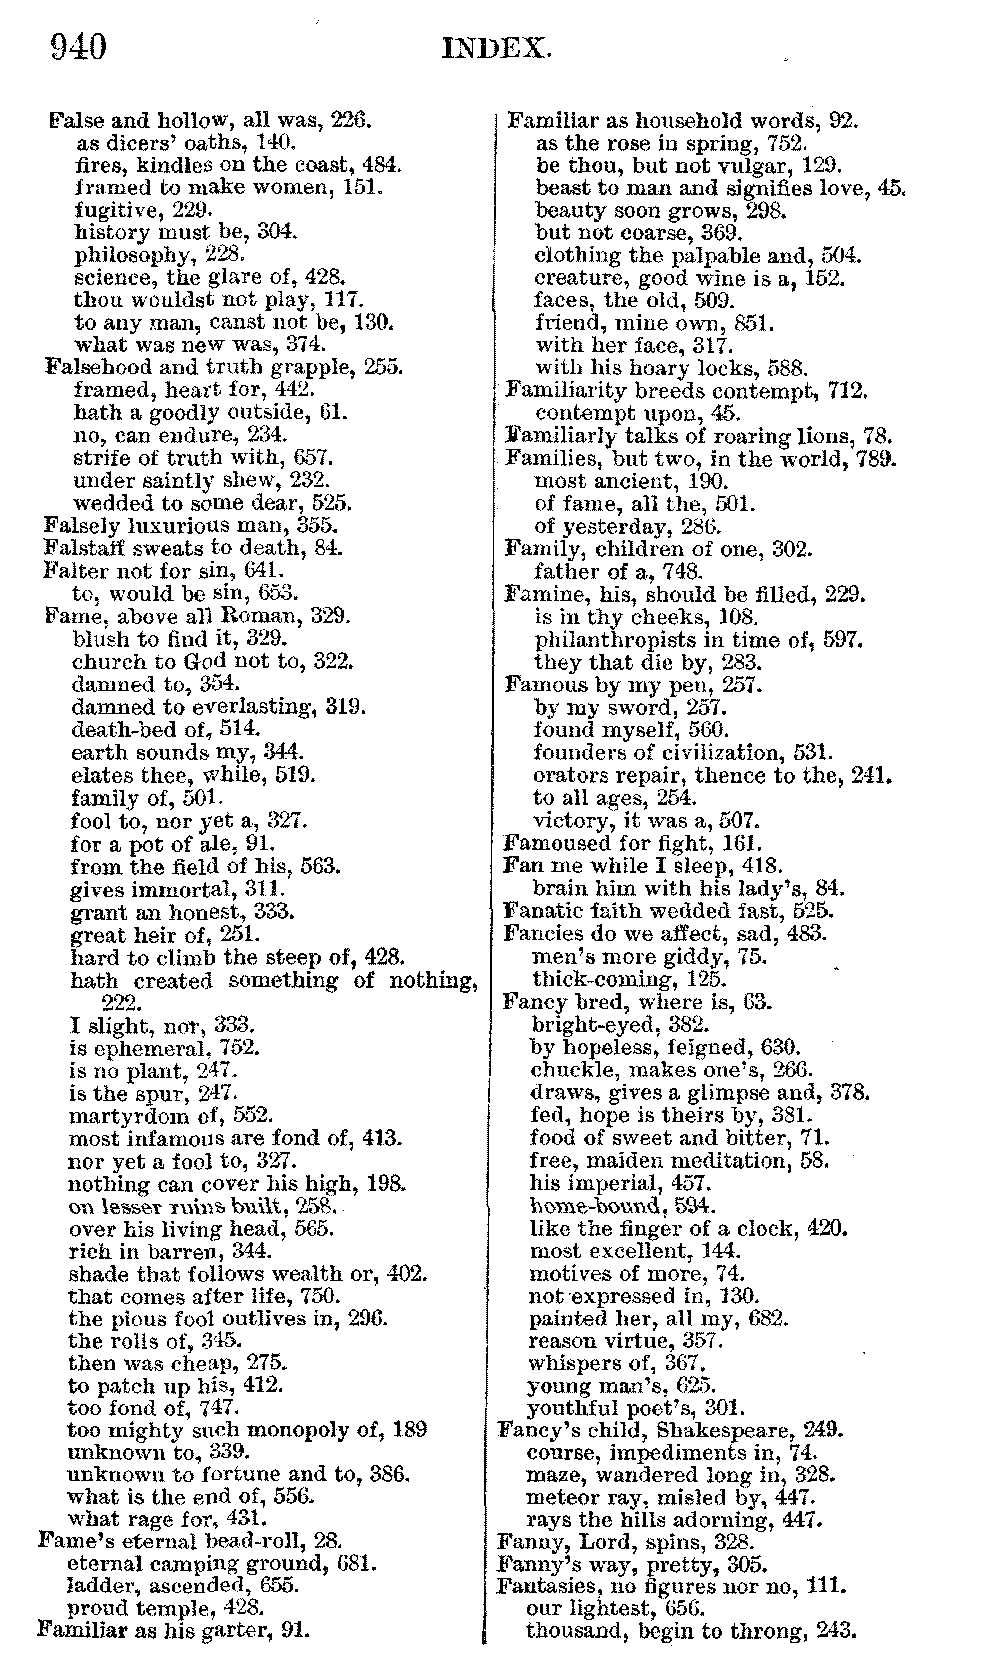 940
INDEX.
False and hollow, all was, 226.
as dicers' oaths, 140.
fires, kindles on the coast, 484.
framed to make women, 151.
fugitive, 229.
history must be, 304.
philosophy, 228.
science, the glare of, 428.
thou wouldst not play, 117.
to any man, canst not be, 130.
what was new was, 374.
Falsehood and truth grapple, 255.
framed, heart for, 442.
hath a goodly outside, 61.
no, can endure, 234.
strife of truth with, 657.
under saintly shew, 232.
wedded to some dear, 525.
Falsely luxurious man, 355.
Falstaff sweats to death, 84.
Falter not for sin, 641.
to, would be sin, 653.
Fame, above all Roman, 329.
blush to find it, 329.
church to God not to, 322.
damned to, 354.
damned to everlasting, 319.
death-bed of, 514.
earth sounds my, 344.
elates thee, while, 519.
family of, 501.
fool to, nor yet a, 327.
for a pot of ale, 91.
from the field of his, 563.
gives immortal, 311.
grant an honest, 333.
great heir of, 251.
hard to climb the steep of, 428.
hath created something of nothing,
222.
I slight, nor, 333.
is ephemeral, 752.
is no plant, 247.
is the spur, 247.
martyrdom of, 552.
most infamous are fond of, 413.
nor yet a fool to, 327.
nothing can cover his high, 198.
on lesser ruins built, 258.
over his living head, 565.
rich in barren, 344.
shade that follows wealth or, 402.
that comes after life, 750.
the pious fool outlives in, 296.
the rolls of, 345.
then was cheap, 275.
to patch up his, 412.
too fond of, 747.
too mighty such monopoly of, 189
unknown to, 339.
unknown to fortune and to, 386.
what is the end of, 556.
what rage for, 431.
Fame's eternal bead-roll, 28.
eternal camping ground, 681.
ladder, ascended, 655.
proud temple, 428.
Familiar as his garter, 91.
Familiar as household words, 92.
as the rose in spring, 752.
be thou, but not vulgar, 129.
beast to man and signifies love, 45.
beauty soon grows, 298.
but not coarse, 369.
clothing the palpable and, 504.
creature, good wine is a, 152.
faces, the old, 509.
friend, mine own, 851.
with her face, 317.
with his hoary locks, 588.
Familiarity breeds contempt, 712.
contempt upon, 45.
Familiarly talks of roaring lions, 78.
Families, but two, in the world, 789.
most ancient, 190.
of fame, all the, 501.
of yesterday, 286.
Family, children of one, 302.
father of a, 748.
Famine, his, should be filled, 229.
is in thy cheeks, 108.
philanthropists in time of, 597.
they that die by, 283.
Famous by my pen, 257.
by my sword, 257.
found myself, 560.
founders of civilization, 531.
orators repair, thence to the, 241.
to all ages, 254.
victory, it was a, 507.
Famoused for fight, 161.
Fan me while I sleep, 418.
brain him with his lady's, 84.
Fanatic faith wedded fast, 525.
Fancies do we affect, sad, 483.
men's more giddy, 75.
thick-coming, 125.
Fancy bred, where is, 63.
bright-eyed, 382.
by hopeless, feigned, 630.
chuckle, makes one's, 266.
draws, gives a glimpse and, 378.
fed, hope is theirs by, 381.
food of sweet and bitter, 71.
free, maiden meditation, 58.
his imperial, 457.
home-bound, 594.
like the finger of a clock, 420.
most excellent, 144.
motives of more, 74.
not expressed in, 130.
painted her, all my, 682.
reason virtue, 357.
whispers of, 367.
young man's, 625.
youthful poet's, 301.
Fancy's child, Shakespeare, 249.
course, impediments in, 74.
maze, wandered long in, 328.
meteor ray, misled by, 447.
rays the hills adorning, 447.
Fanny, Lord, spins, 328.
Fanny's way, pretty, 305.
Fantasies, no figures nor no, 111.
our lightest, 656.
thousand, begin to throng, 243.